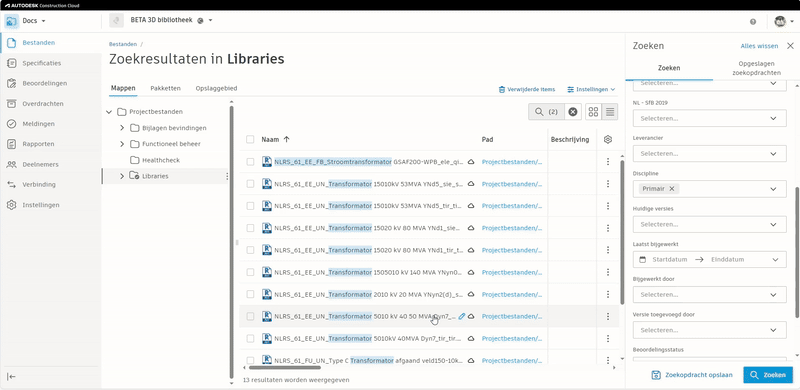 AUTODESK Construction Cloud
Docs
BETA 3D bibliotheek
Bestanden
Specificaties
Beoordelingen
Overdrachten
Meldingen
Rapporten
Deelnemers
Verbinding
Instellingen
Bestanden /
Zoekresultaten in Libraries
Mappen
Pakketten
Opslaggebied
Verwijderde items
Instellingen
Projectbestanden
Bijlagen bevindingen
Functioneel beheer
Healthcheck
Libraries
(2)
Naam
Pad
Beschrijving
NLRS_61_EE_FB_Stroomtransformator GSAF200-WPB_ele_qi...
Projectbestanden/...
NLRS_61_EE_UN_Transformator 15010kV 53MVA YNd5_sie_s...
Projectbestanden/...
NLRS_61_EE_UN_Transformator 15010kV 53MVA YNd5_tir_ti...
Projectbestanden/...
NLRS_61_EE_UN_Transformator 15020 kV 80 MVA YNd1_sie...
Projectbestanden/...
NLRS_61_EE_UN_Transformator 15020 kV 80 MVA YNd1_tir_t...
Projectbestanden/...
NLRS_61_EE_UN_Transformator 1505010 kV 140 MVA YNyn0...
Projectbestanden/...
NLRS_61_EE_UN_Transformator 2010 kV 20 MVA YNyn2(d)_s...
Projectbestanden/...
NLRS_61_EE_UN_Transformator 5010 kV 40 50 MVA Dyn7_...
Projectbestanden/...
NLRS_61_EE_UN_Transformator 5010kV 40MVA Dyn7_tir_tir...
Projectbestanden/...
NLRS_61_FU_UN_Type C Transformator afgaand veld150-10k...
Projectbestanden/...
13 resultaten worden weergegeven
Zoeken
Alles wissen
Zoeken
Opgeslagen
zoekopdrachten
Selecteren...
NL - SfB 2019
Selecteren...
Leverancier
Selecteren...
Discipline
Primair
Huidige versies
Selecteren...
Laatst bijgewerkt
Startdatum
Einddatum
Bijgewerkt door
Selecteren...
Versie toegevoegd door
Selecteren...
Beoordelingsstatus
Zoekopdracht opslaan
Zoeken